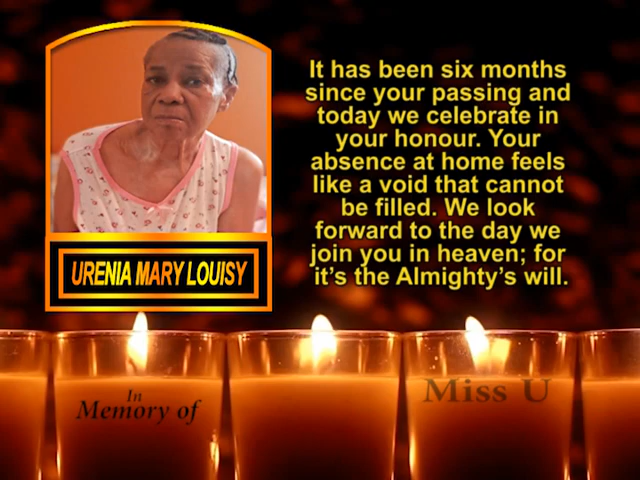 It has been six months
since your passing and
today we celebrate in
your honour. Your
absence at home feels
like a void that cannot
be filled. We look
forward to the day we
join you in heaven; for
it's the Almighty's will.
URENIA MARY LOUISY
In
Memory of
Miss U